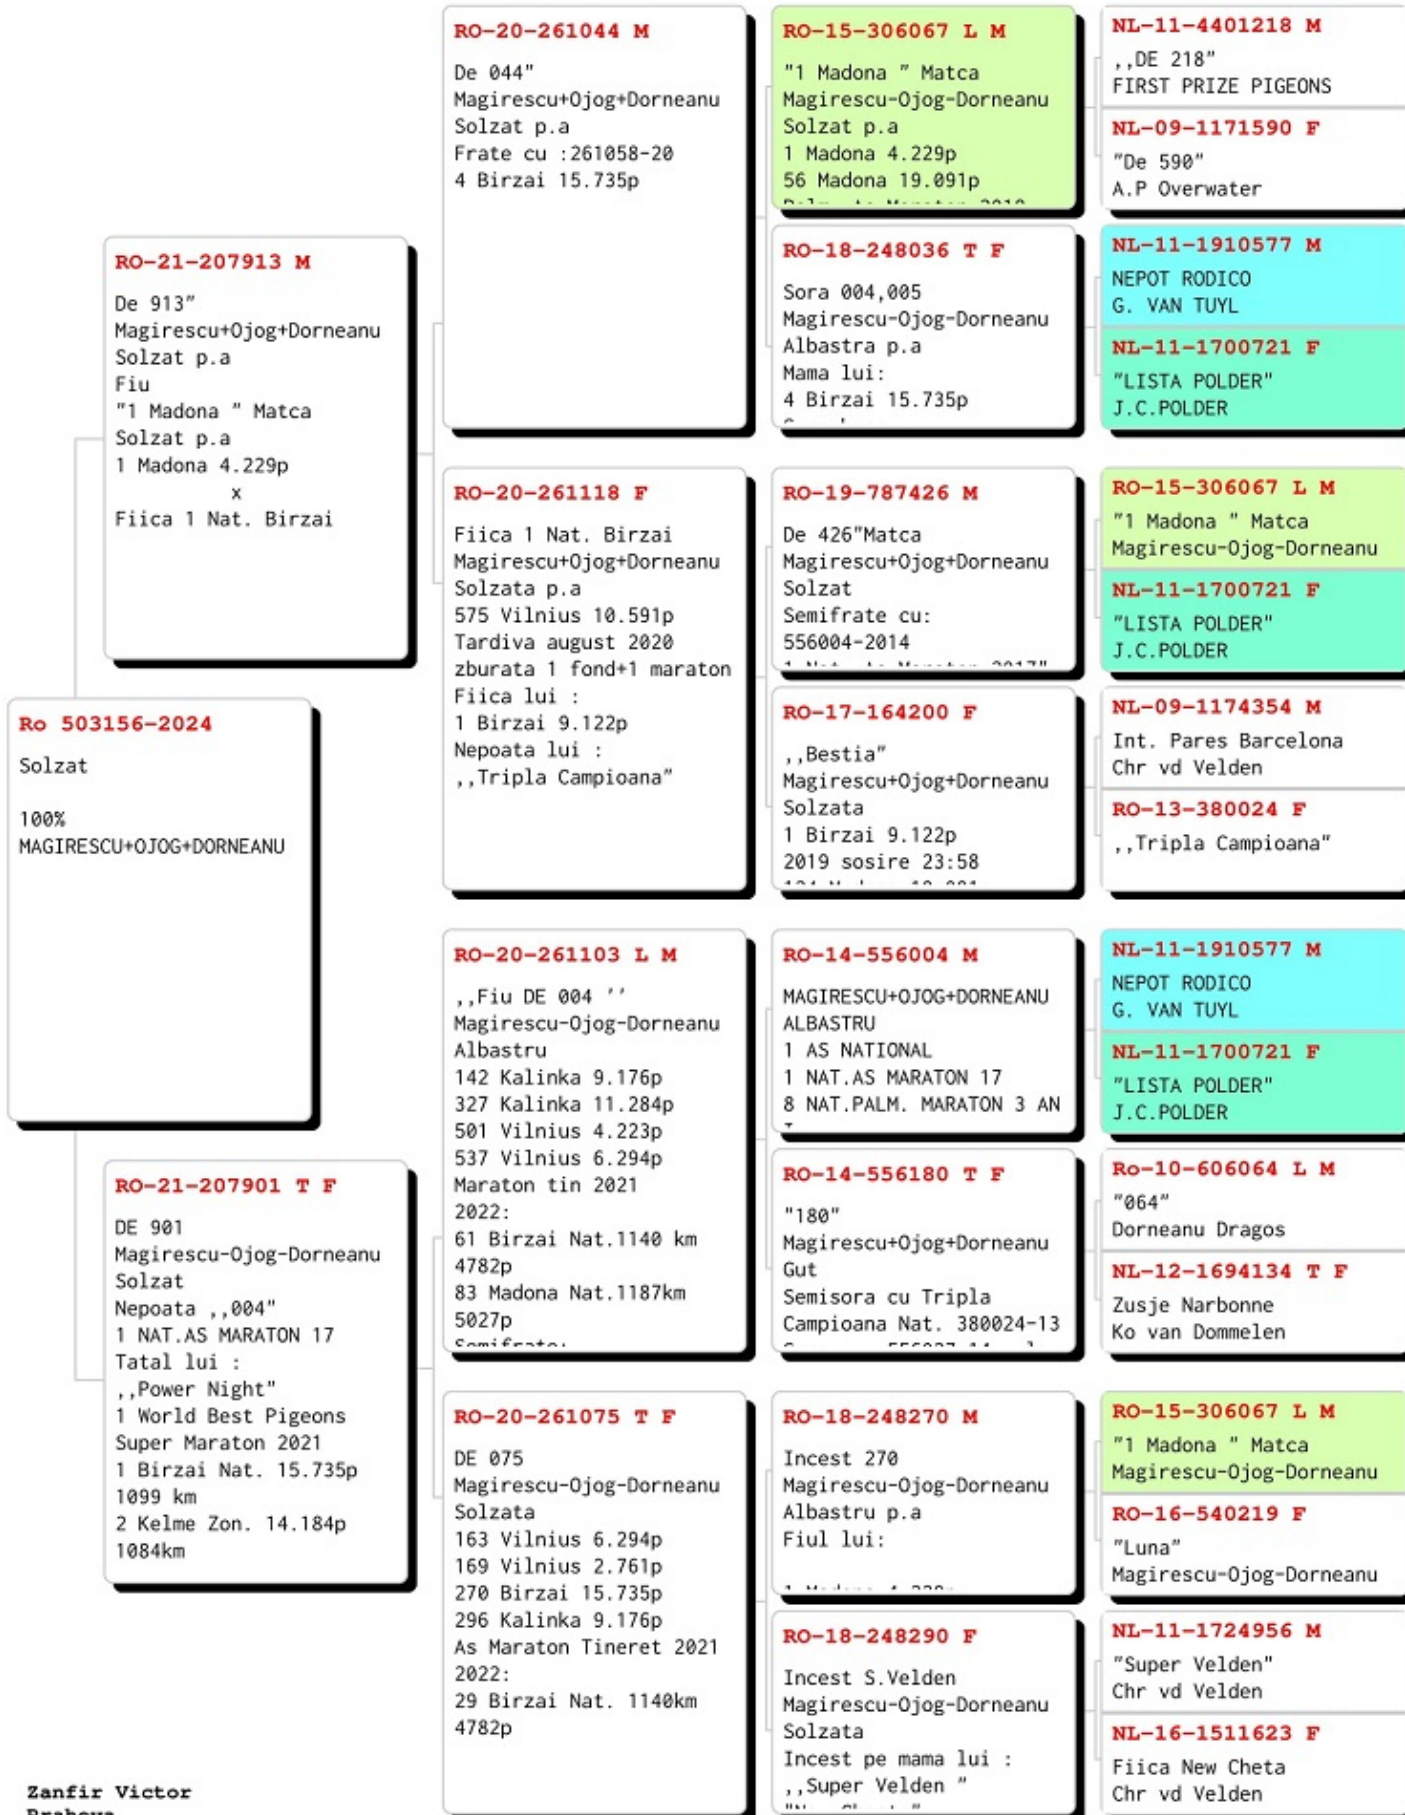 RO-20-261044 M
De 044"
Magirescu+Ojog+Dorneanu
Solzat p.a
Frate cu :261058-20
4 Birzai 15.735p
RO-15-306067 L M
"1 Madona " Matca
Magirescu-Ojog-Dorneanu
Solzat p.a
1 Madona 4.229p
56 Madona 19.091p
NL-11-4401218 M
,,DE 218"
FIRST PRIZE PIGEONS
NL-09-1171590 F
"De 590"
A.P Overwater
RO-18-248036 T F
Sora 004,005
Magirescu-Ojog-Dorneanu
Albastra p.a
Mama lui:
4 Birzai 15.735p
NL-11-1910577 M
NEPOT RODICO
G. VAN TUYL
NL-11-1700721 F
"LISTA POLDER"
J.C.POLDER
RO-21-207913 M
De 913"
Magirescu+Ojog+Dorneanu
Solzat p.a
Fiu
"1 Madona " Matca
Solzat p.a
1 Madona 4.229p
x
Fiica 1 Nat. Birzai
RO-20-261118 F
Fiica 1 Nat. Birzai
Magirescu+Ojog+Dorneanu
Solzata p.a
575 Vilnius 10.591p
Tardiva august 2020
zburata 1 fond+1 maraton
Fiica lui :
1 Birzai 9.122p
Nepoata lui :
,,Tripla Campioana"
RO-19-787426 M
De 426"Matca
Magirescu+Ojog+Dorneanu
Solzat
Semifrate cu:
556004-2014
RO-15-306067 L M
"1 Madona " Matca
Magirescu-Ojog-Dorneanu
NL-11-1700721 F
"LISTA POLDER"
J.C.POLDER
RO-17-164200 F
,,Bestia"
Magirescu+Ojog+Dorneanu
Solzata
1 Birzai 9.122p
2019 sosire 23:58
NL-09-1174354 M
Int. Pares Barcelona
Chr vd Velden
RO-13-380024 F
,,Tripla Campioana"
Ro 503156-2024
Solzat
100%
MAGIRESCU+OJOG+DORNEANU
RO-20-261103 L M
,,Fiu DE 004 ''
Magirescu-Ojog-Dorneanu
Albastru
142 Kalinka 9.176p
327 Kalinka 11.284p
501 Vilnius 4.223p
537 Vilnius 6.294p
Maraton tin 2021
2022:
61 Birzai Nat.1140 km
4782p
83 Madona Nat.1187km
5027p
Semifrate:
RO-14-556004 M
MAGIRESCU+OJOG+DORNEANU
ALBASTRU
1 AS NATIONAL
1 NAT.AS MARATON 17
8 NAT.PALM. MARATON 3 AN
NL-11-1910577 M
NEPOT RODICO
G. VAN TUYL
NL-11-1700721 F
"LISTA POLDER"
J.C.POLDER
RO-14-556180 T F
"180"
Magirescu+Ojog+Dorneanu
Gut
Semisora cu Tripla
Campioana Nat. 380024-13
Ro-10-606064 L M
"064"
Dorneanu Dragos
NL-12-1694134 T F
Zusje Narbonne
Ko van Dommelen
RO-21-207901 T F
DE 901
Magirescu-Ojog-Dorneanu
Solzat
Nepoata ,,004"
1 NAT.AS MARATON 17
Tatal lui :
,,Power Night"
1 World Best Pigeons
Super Maraton 2021
1 Birzai Nat. 15.735p
1099 km
2 Kelme Zon. 14.184p
1084km
RO-20-261075 T F
DE 075
Magirescu-Ojog-Dorneanu
Solzata
163 Vilnius 6.294p
169 Vilnius 2.761p
270 Birzai 15.735p
296 Kalinka 9.176p
As Maraton Tineret 2021
2022:
29 Birzai Nat. 1140km
4782p
RO-18-248270 M
Incest 270
Magirescu-Ojog-Dorneanu
Albastru p.a
Fiul lui:
RO-15-306067 L M
"1 Madona " Matca
Magirescu-Ojog-Dorneanu
RO-16-540219 F
"Luna"
Magirescu-Ojog-Dorneanu
RO-18-248290 F
Incest S.Velden
Magirescu-Ojog-Dorneanu
Solzata
Incest pe mama lui :
,,Super Velden "
NL-11-1724956 M
"Super Velden"
Chr vd Velden
NL-16-1511623 F
Fiica New Cheta
Chr vd Velden
Zanfir Victor
Prahova